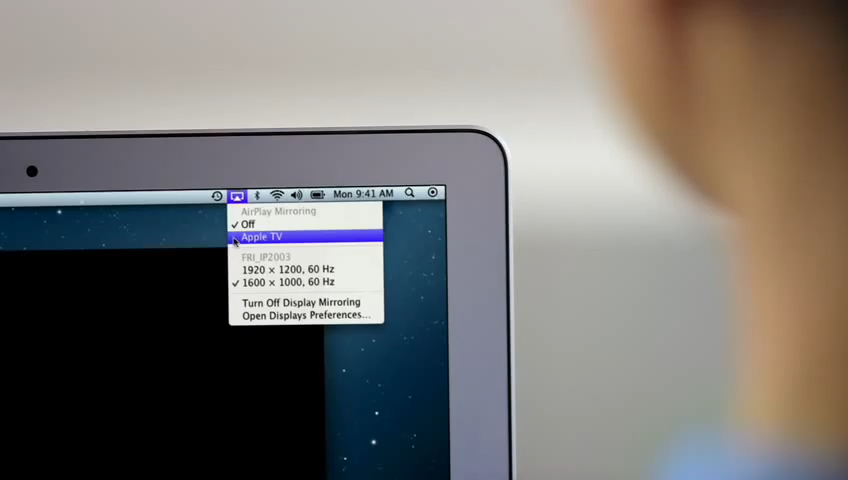 Mon 9:41 AM
AirPlay Mirroring
✓ Off
Apple TV
FRI_IP2003
1920 × 1200, 60 Hz
✓ 1600 × 1000, 60 Hz
Turn Off Display Mirroring
Open Displays Preferences...